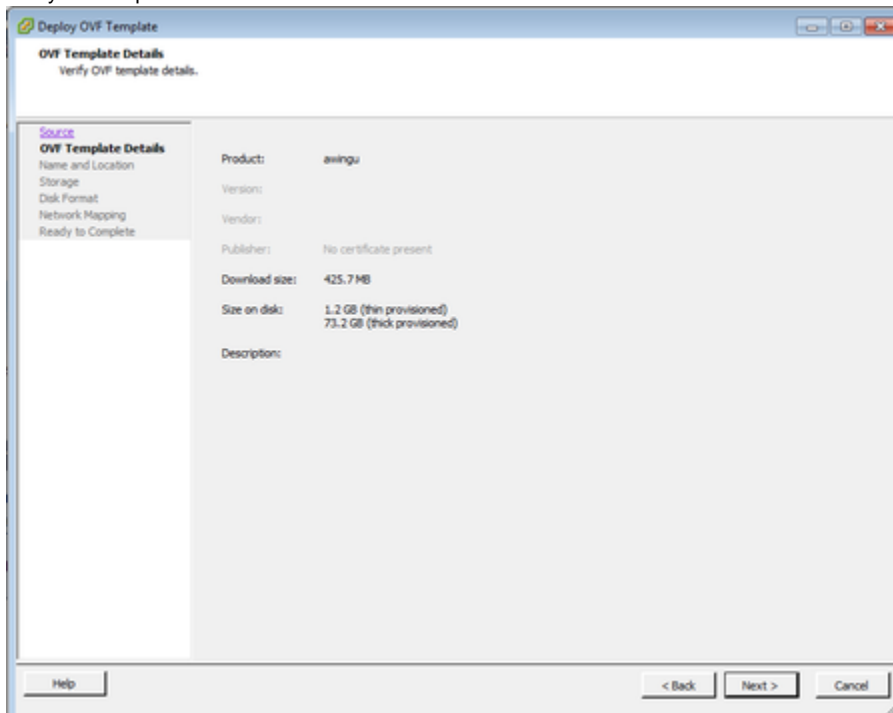 Deploy OVF Template
OVF Template Details
Verify OVF template details.
Source
OVF Template Details
Name and Location
Storage
Disk Format
Network Mapping
Ready to Complete
Product: awingu
Version:
Vendor:
Publisher: No certificate present
Download size: 425.7 MB
Size on disk: 1.2 GB (thin provisioned)
73.2 GB (thick provisioned)
Description:
Help
< Back
Next >
Cancel